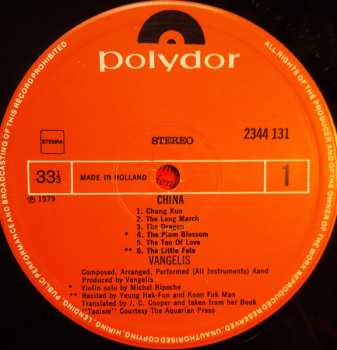 polydor
STEMRA
STEREO
2344 131
33⅓
MADE IN HOLLAND
1
℗ 1979
CHINA
1. Chung Kuo
2. The Long March
3. The Dragon
* 4. The Plum Blossom
5. The Tao Of Love
** 6. The Little Fete
VANGELIS
Composed, Arranged, Performed (All Instruments) Aand
Produced by Vangelis
* Violin solo by Michel Ripoche
** Recited by Yeung Hak-Fun and Koon Fuk Man
Translated by J. C. Cooper and taken from her Book
"Taoism" Courtesy The Aquarian Press
ALL RIGHTS OF THE MANUFACTURER AND OF THE OWNER OF THE RECORDED WORK RESERVED. UNAUTHORISED COPYING, HIRING, LENDING, PUBLIC PERFORMANCE AND BROADCASTING OF THIS RECORD PROHIBITED